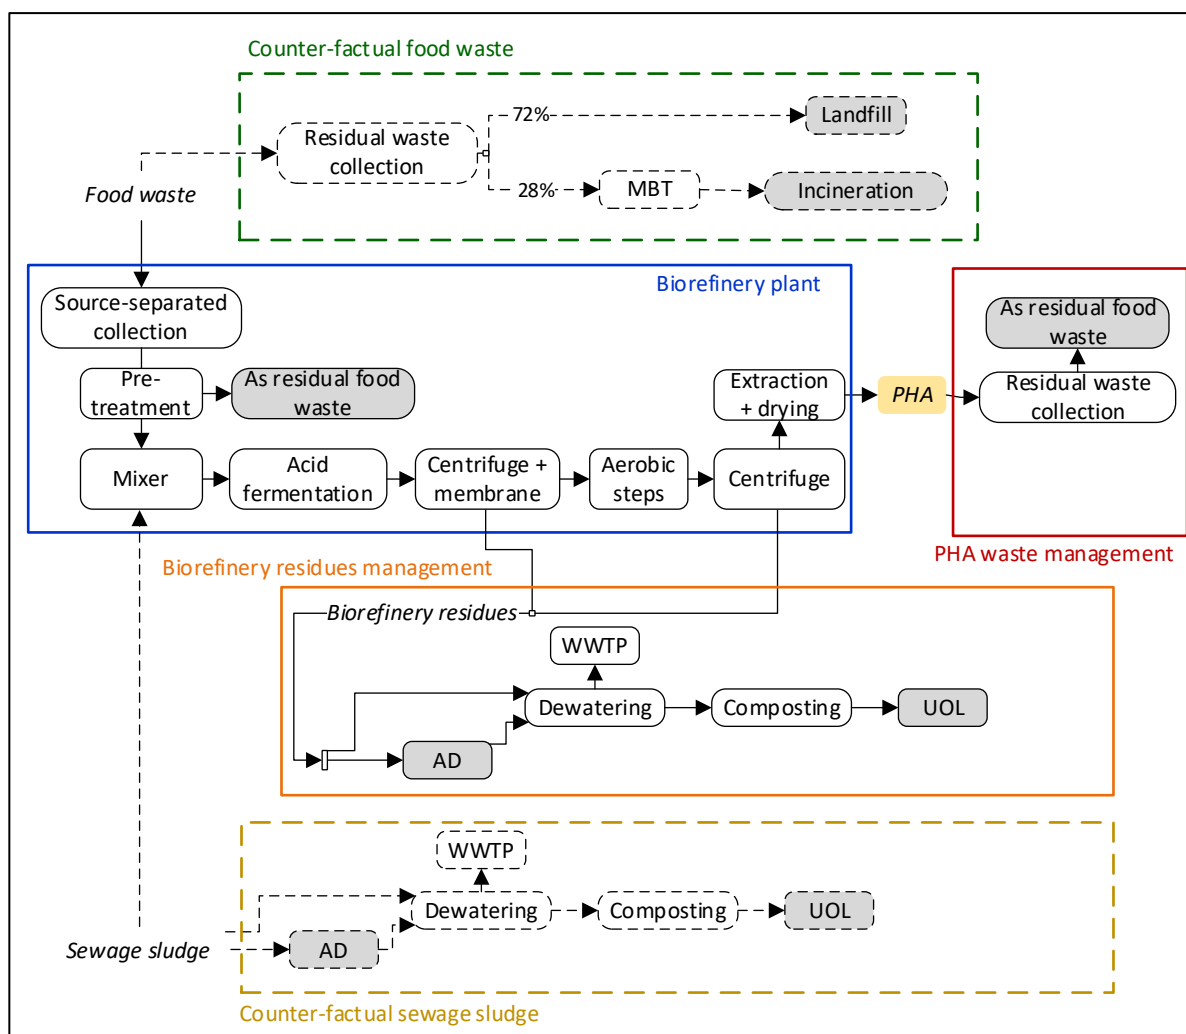 Counter-factual food waste
Residual waste
collection
72%
Landfill
28%
MBT
Incineration
Food waste
Biorefinery plant
Source-separated
collection
Pre-
treatment
As residual food
waste
Extraction
+ drying
PHA
As residual food
waste
Residual waste
collection
Mixer
Acid
fermentation
Centrifuge +
membrane
Aerobic
steps
Centrifuge
PHA waste management
Biorefinery residues management
Biorefinery residues
WWTP
Dewatering
Composting
UOL
AD
WWTP
Dewatering
Composting
UOL
Sewage sludge
AD
Counter-factual sewage sludge